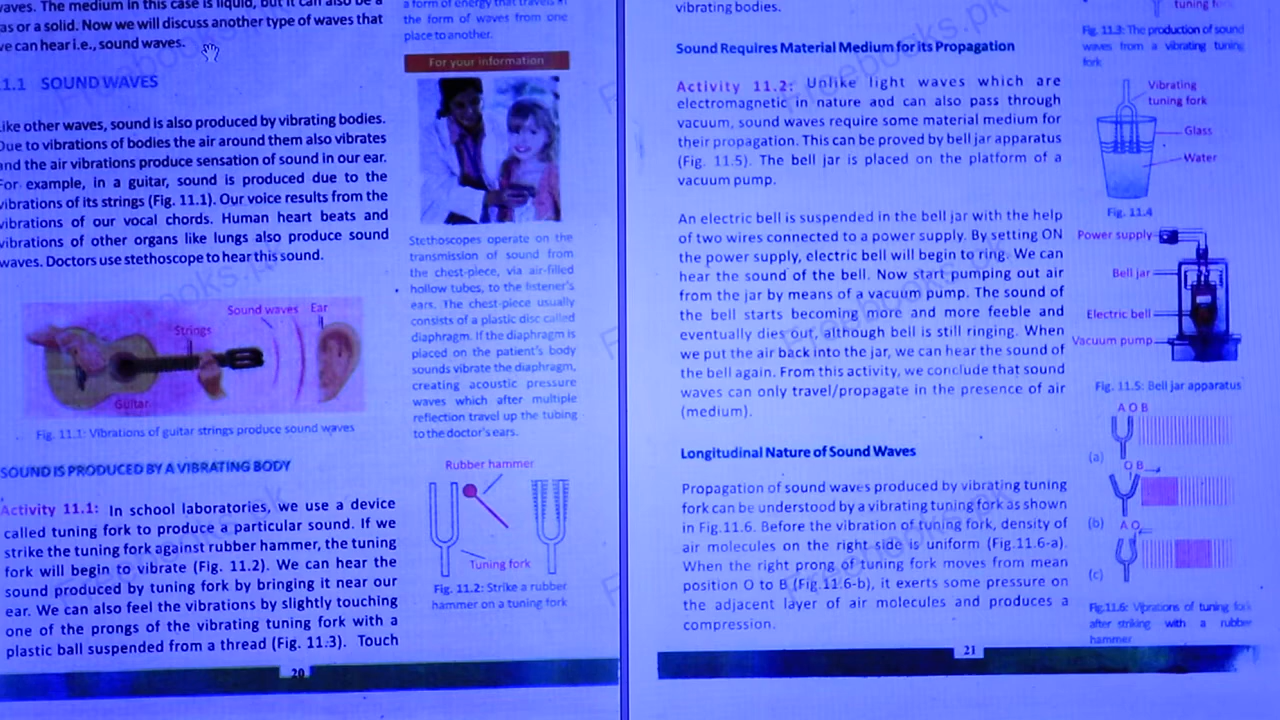 waves. The medium in this case is liquid, but it can also be a
as or a solid. Now we will discuss another type of waves that
we can hear i.e., sound waves.
1.1 SOUND WAVES
Like other waves, sound is also produced by vibrating bodies.
Due to vibrations of bodies the air around them also vibrates
and the air vibrations produce sensation of sound in our ear.
For example, in a guitar, sound is produced due to the
vibrations of its strings (Fig. 11.1). Our voice results from the
vibrations of our vocal chords. Human heart beats and
vibrations of other organs like lungs also produce sound
waves. Doctors use stethoscope to hear this sound.
Sound waves Ear
Strings
Guitar
Fig. 11.1: Vibrations of guitar strings produce sound waves
SOUND IS PRODUCED BY A VIBRATING BODY
Activity 11.1: In school laboratories, we use a device
called tuning fork to produce a particular sound. If we
strike the tuning fork against rubber hammer, the tuning
fork will begin to vibrate (Fig. 11.2). We can hear the
sound produced by tuning fork by bringing it near our
ear. We can also feel the vibrations by slightly touching
one of the prongs of the vibrating tuning fork with a
plastic ball suspended from a thread (Fig. 11.3). Touch
20
a form of energy that travels in
the form of waves from one
place to another.
For your information
Stethoscopes operate on the
transmission of sound from
the chest-piece, via air-filled
hollow tubes, to the listener's
ears. The chest-piece usually
consists of a plastic disc called
diaphragm. If the diaphragm is
placed on the patient's body
sounds vibrate the diaphragm,
creating acoustic pressure
waves which after multiple
reflection travel up the tubing
to the doctor's ears.
Rubber hammer
Tuning fork
Fig. 11.2: Strike a rubber
hammer on a tuning fork
vibrating bodies.
Sound Requires Material Medium for its Propagation
Activity 11.2: Unlike light waves which are
electromagnetic in nature and can also pass through
vacuum, sound waves require some material medium for
their propagation. This can be proved by bell jar apparatus
(Fig. 11.5). The bell jar is placed on the platform of a
vacuum pump.
An electric bell is suspended in the bell jar with the help
of two wires connected to a power supply. By setting ON
the power supply, electric bell will begin to ring. We can
hear the sound of the bell. Now start pumping out air
from the jar by means of a vacuum pump. The sound of
the bell starts becoming more and more feeble and
eventually dies out, although bell is still ringing. When
we put the air back into the jar, we can hear the sound of
the bell again. From this activity, we conclude that sound
waves can only travel/propagate in the presence of air
(medium).
Longitudinal Nature of Sound Waves
Propagation of sound waves produced by vibrating tuning
fork can be understood by a vibrating tuning fork as shown
in Fig.11.6. Before the vibration of tuning fork, density of
air molecules on the right side is uniform (Fig.11.6-a).
When the right prong of tuning fork moves from mean
position O to B (Fig.11.6-b), it exerts some pressure on
the adjacent layer of air molecules and produces a
compression.
21
tuning fork
Fig. 11.3: The production of sound
waves from a vibrating tuning
fork
Vibrating
tuning fork
Glass
Water
Fig. 11.4
Power supply
Bell jar
Electric bell
Vacuum pump
Fig. 11.5: Bell jar apparatus
A O B
(a)
O B
(b)
A O
(c)
Fig.11.6: Vibrations of tuning fork
after striking with a rubber
hammer
Freebooks.pk